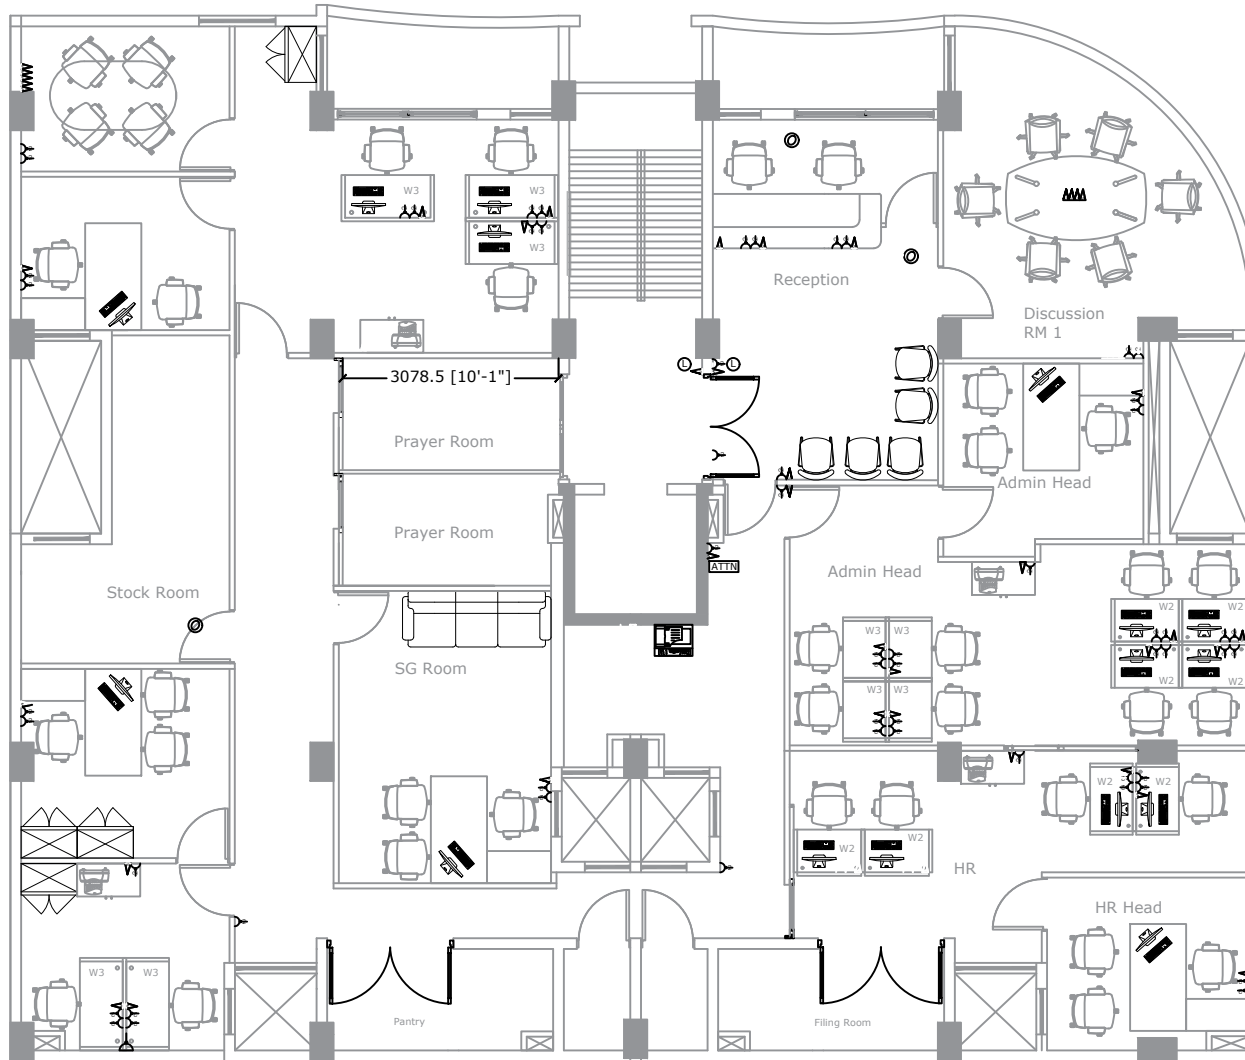 W3
W3
W3
Reception
Discussion
RM 1
L
L
3078.5 [10'-1"]
Prayer Room
Admin Head
Prayer Room
ATTN
Admin Head
Stock Room
W2
W2
W3
W3
SG Room
W2
W2
W3
W3
W2
W2
W2
W2
HR
HR Head
W3
W3
Pantry
Filing Room